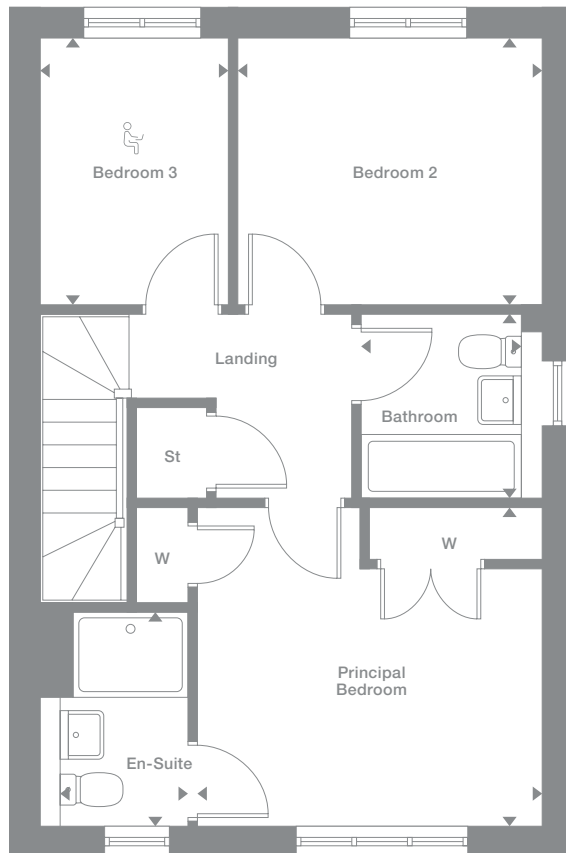 Bedroom 3
Bedroom 2
Landing
Bathroom
St
W
W
Principal
Bedroom
En-Suite